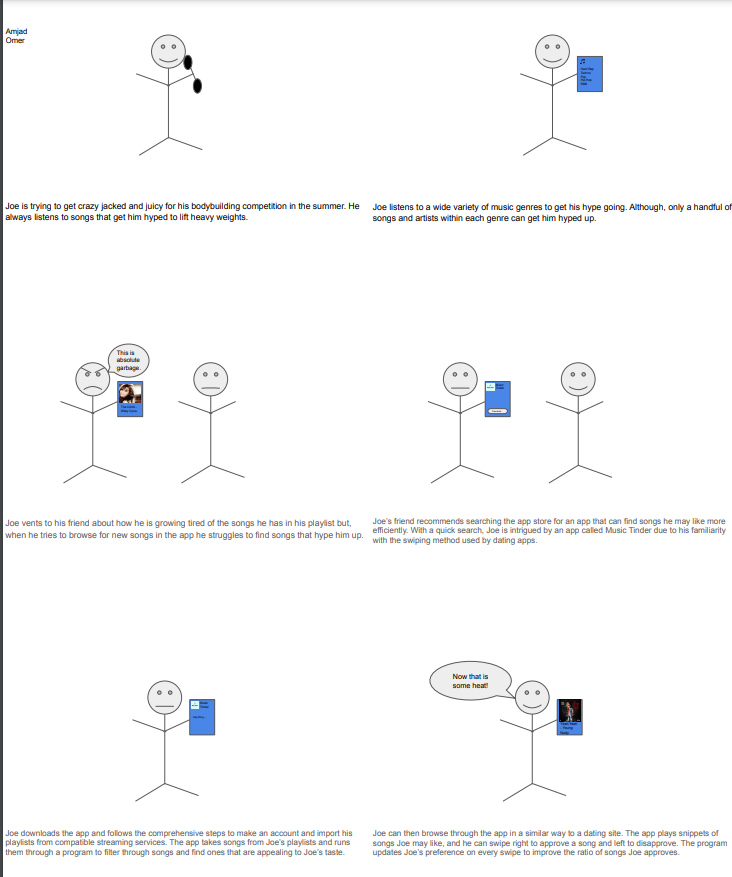 Amjad
Omer
Joe is trying to get crazy jacked and juicy for his bodybuilding competition in the summer. He
always listens to songs that get him hyped to lift heavy weights.
Joe listens to a wide variety of music genres to get his hype going. Although, only a handful of
songs and artists within each genre can get him hyped up.
This is
absolute
garbage.
Joe vents to his friend about how he is growing tired of the songs he has in his playlist but,
when he tries to browse for new songs in the app he struggles to find songs that hype him up.
Joe's friend recommends searching the app store for an app that can find songs he may like more
efficiently. With a quick search, Joe is intrigued by an app called Music Tinder due to his familiarity
with the swiping method used by dating apps.
Joe downloads the app and follows the comprehensive steps to make an account and import his
playlists from compatible streaming services. The app takes songs from Joe's playlists and runs
them through a program to filter through songs and find ones that are appealing to Joe's taste.
Now that is
some heat!
Joe can then browse through the app in a similar way to a dating site. The app plays snippets of
songs Joe may like, and he can swipe right to approve a song and left to disapprove. The program
updates Joe's preference on every swipe to improve the ratio of songs Joe approves.